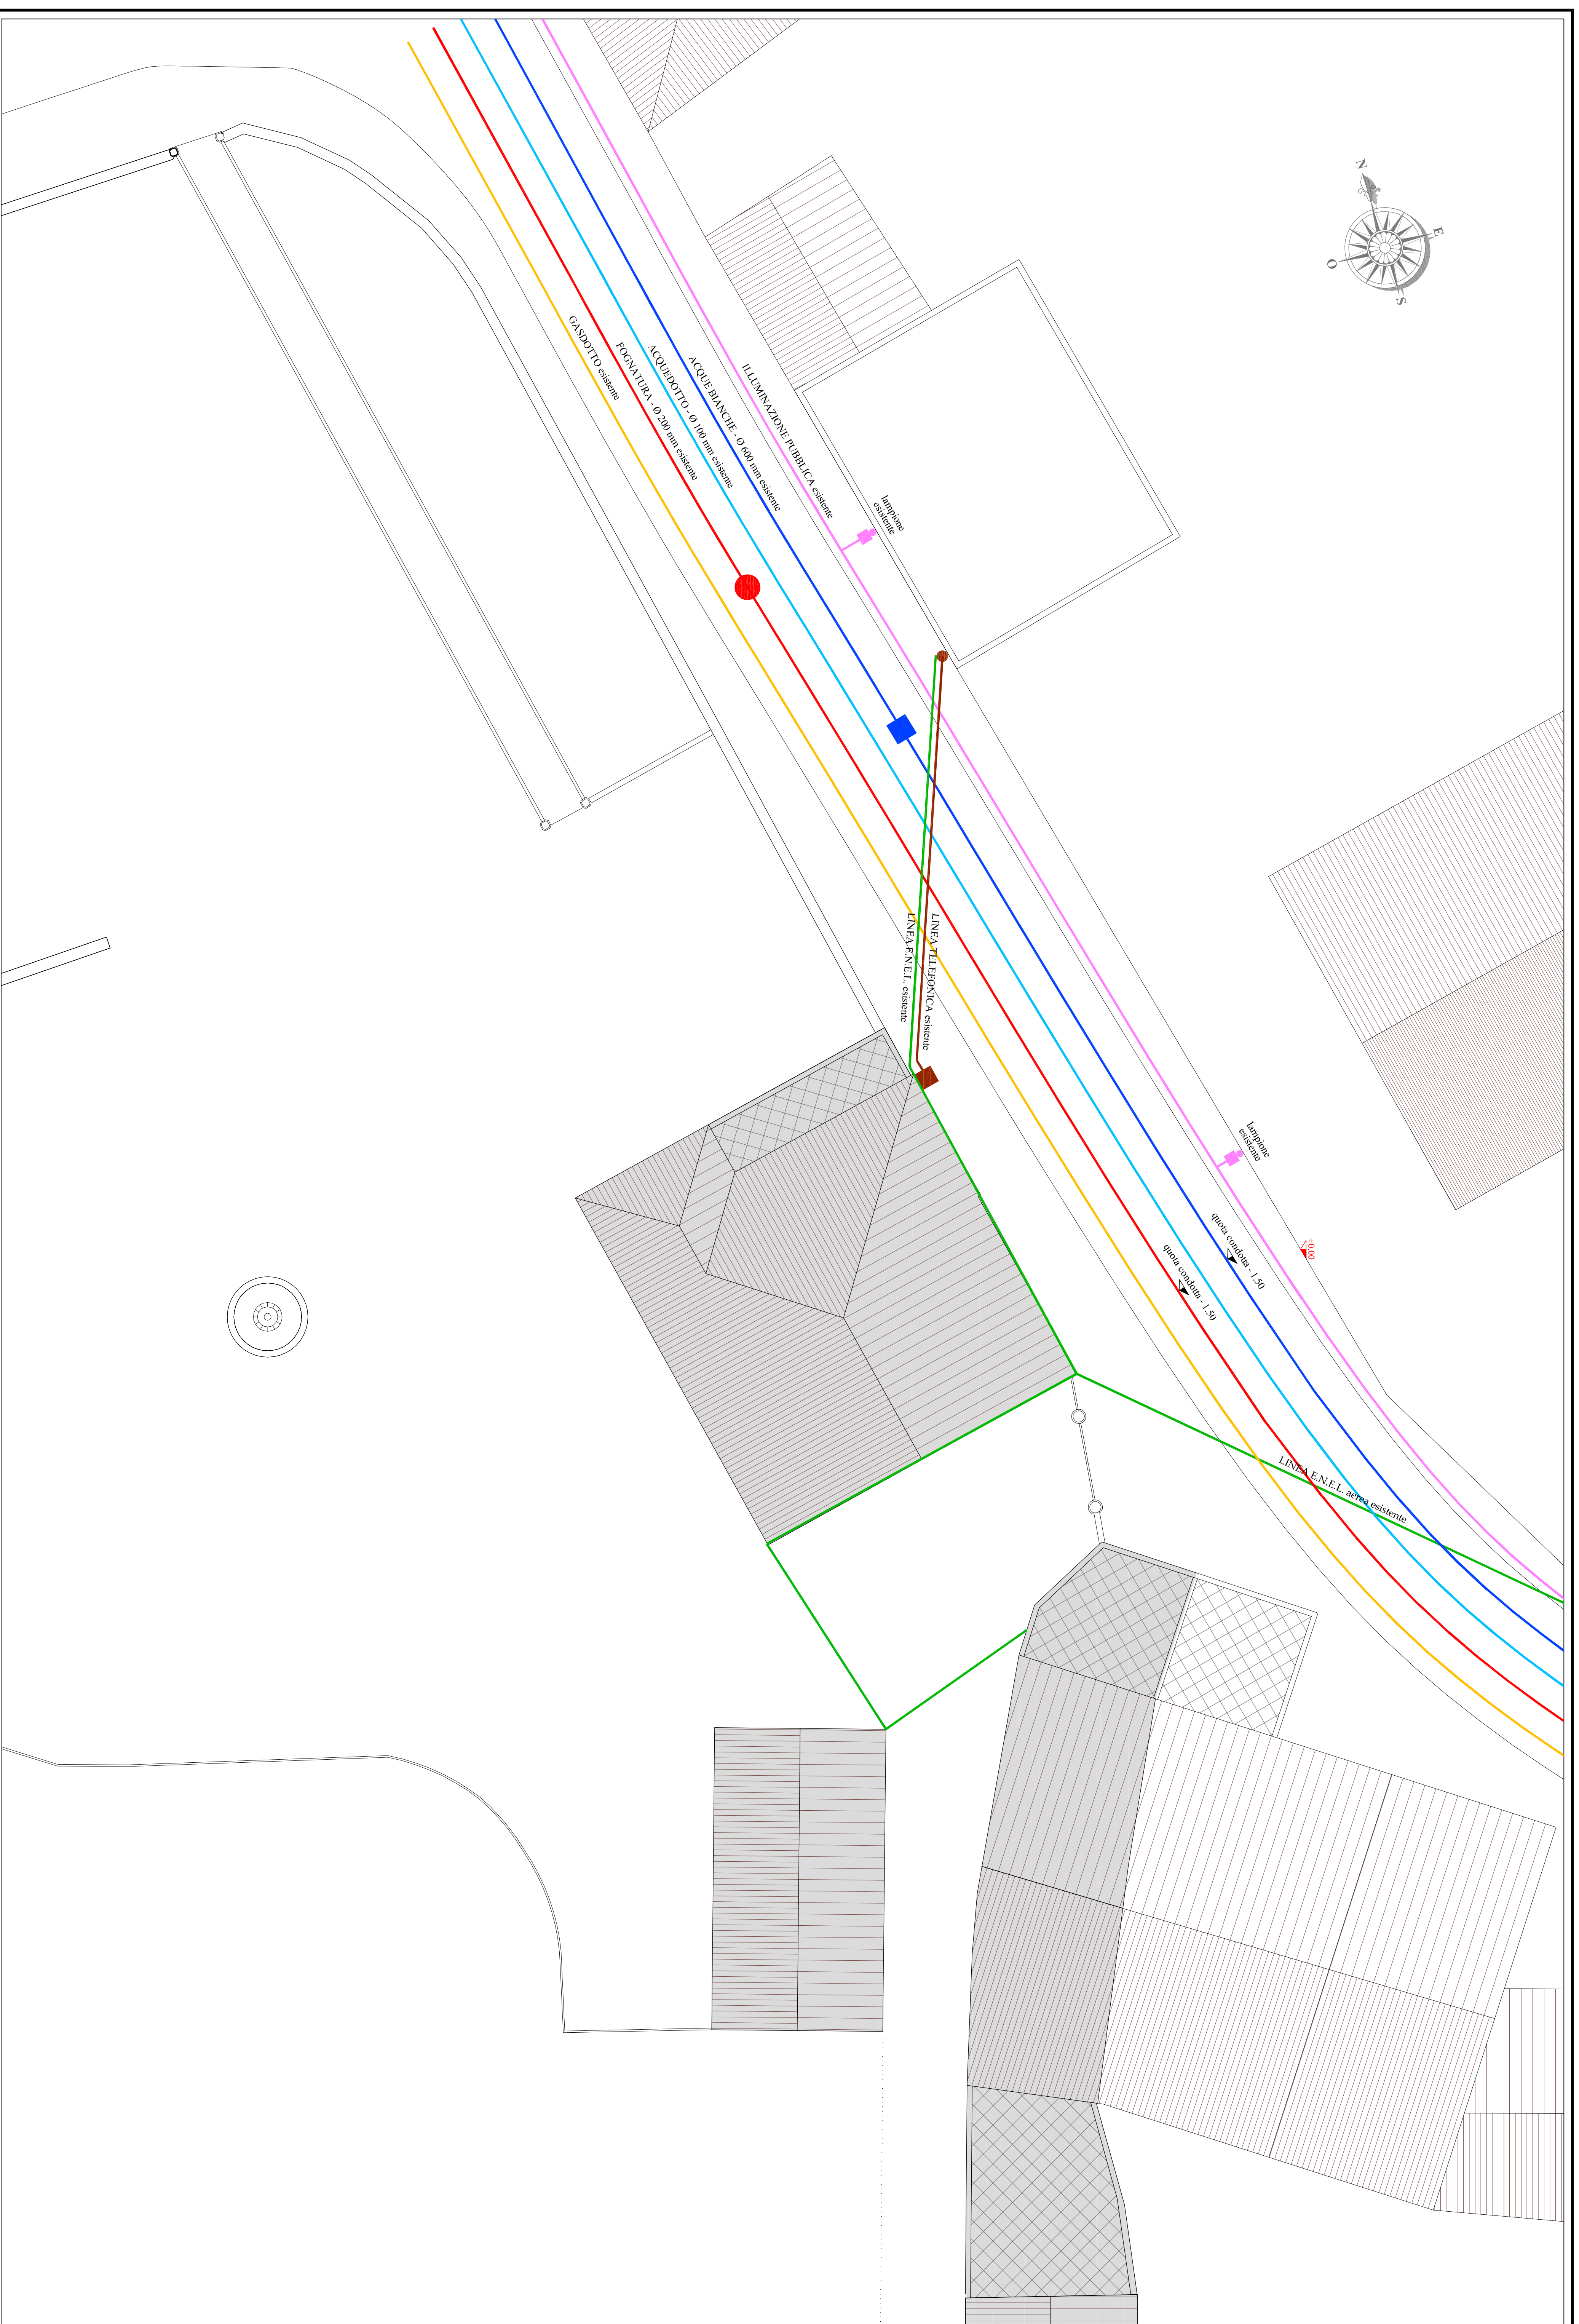 N
E
O
S
GASDOTTO esistente
FOGNATURA - Ø 200 mm esistente
ACQUEDOTTO - Ø 100 mm esistente
ACQUE BIANCHE - Ø 600 mm esistente
ILLUMINAZIONE PUBBLICA esistente
lampione
esistente
LINEA E.N.E.L. esistente
LINEA TELEFONICA esistente
lampione
esistente
quota condotta - 1.50
±0.00
quota condotta - 1.50
LINEA E.N.E.L. aerea esistente